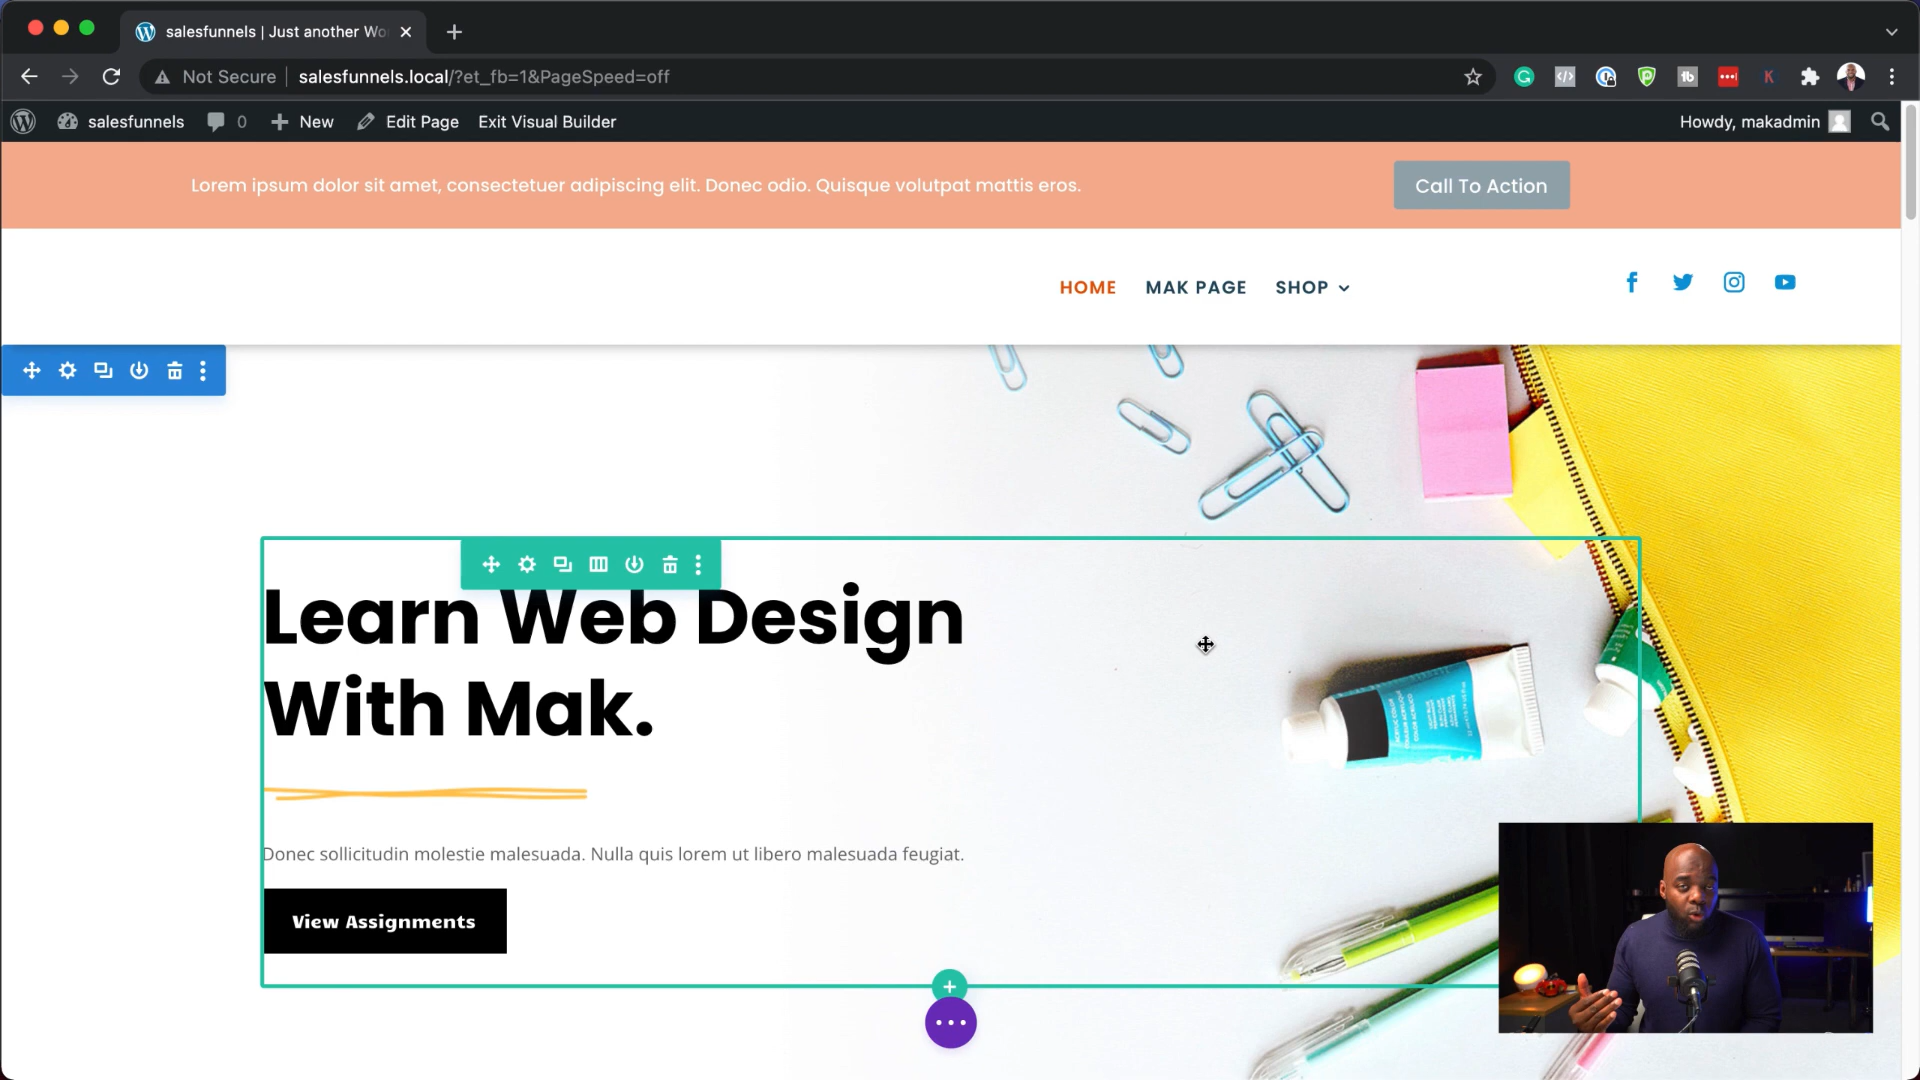 salesfunnels | Just another Wo
Not Secure
salesfunnels.local/?et_fb=1&PageSpeed=off
salesfunnels
0
New
Edit Page
Exit Visual Builder
Howdy, makadmin
Lorem ipsum dolor sit amet, consectetuer adipiscing elit. Donec odio. Quisque volutpat mattis eros.
Call To Action
HOME
MAK PAGE
SHOP
Learn Web Design
With Mak.
Donec sollicitudin molestie malesuada. Nulla quis lorem ut libero malesuada feugiat.
View Assignments